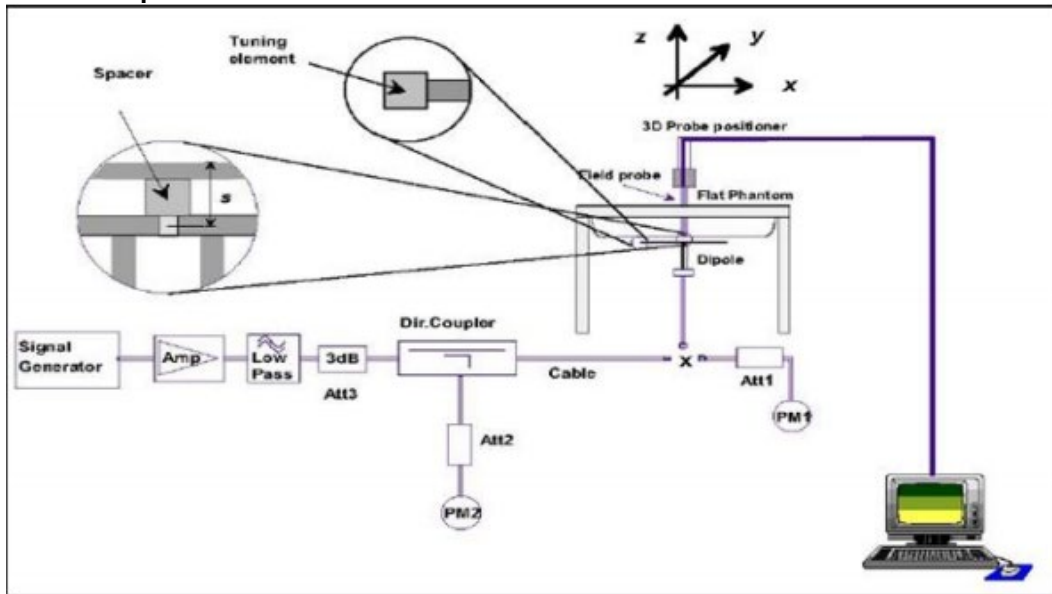 Tuning
element
Spacer
s
z
y
x
3D Probe positioner
Field probe
Flat Phantom
Dipole
Dir.Coupler
Signal
Generator
Amp
Low
Pass
3dB
Att3
Cable
x
Att1
PM1
Att2
PM2